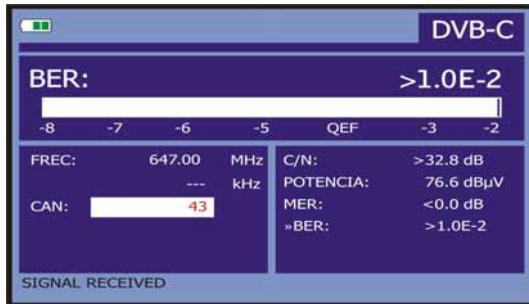 DVB-C
BER: >1.0E-2
-8 -7 -6 -5 QEF -3 -2
FREC: 647.00 MHz
--- kHz
CAN: 43
C/N: >32.8 dB
POTENCIA: 76.6 dBµV
MER: <0.0 dB
»BER: >1.0E-2
SIGNAL RECEIVED